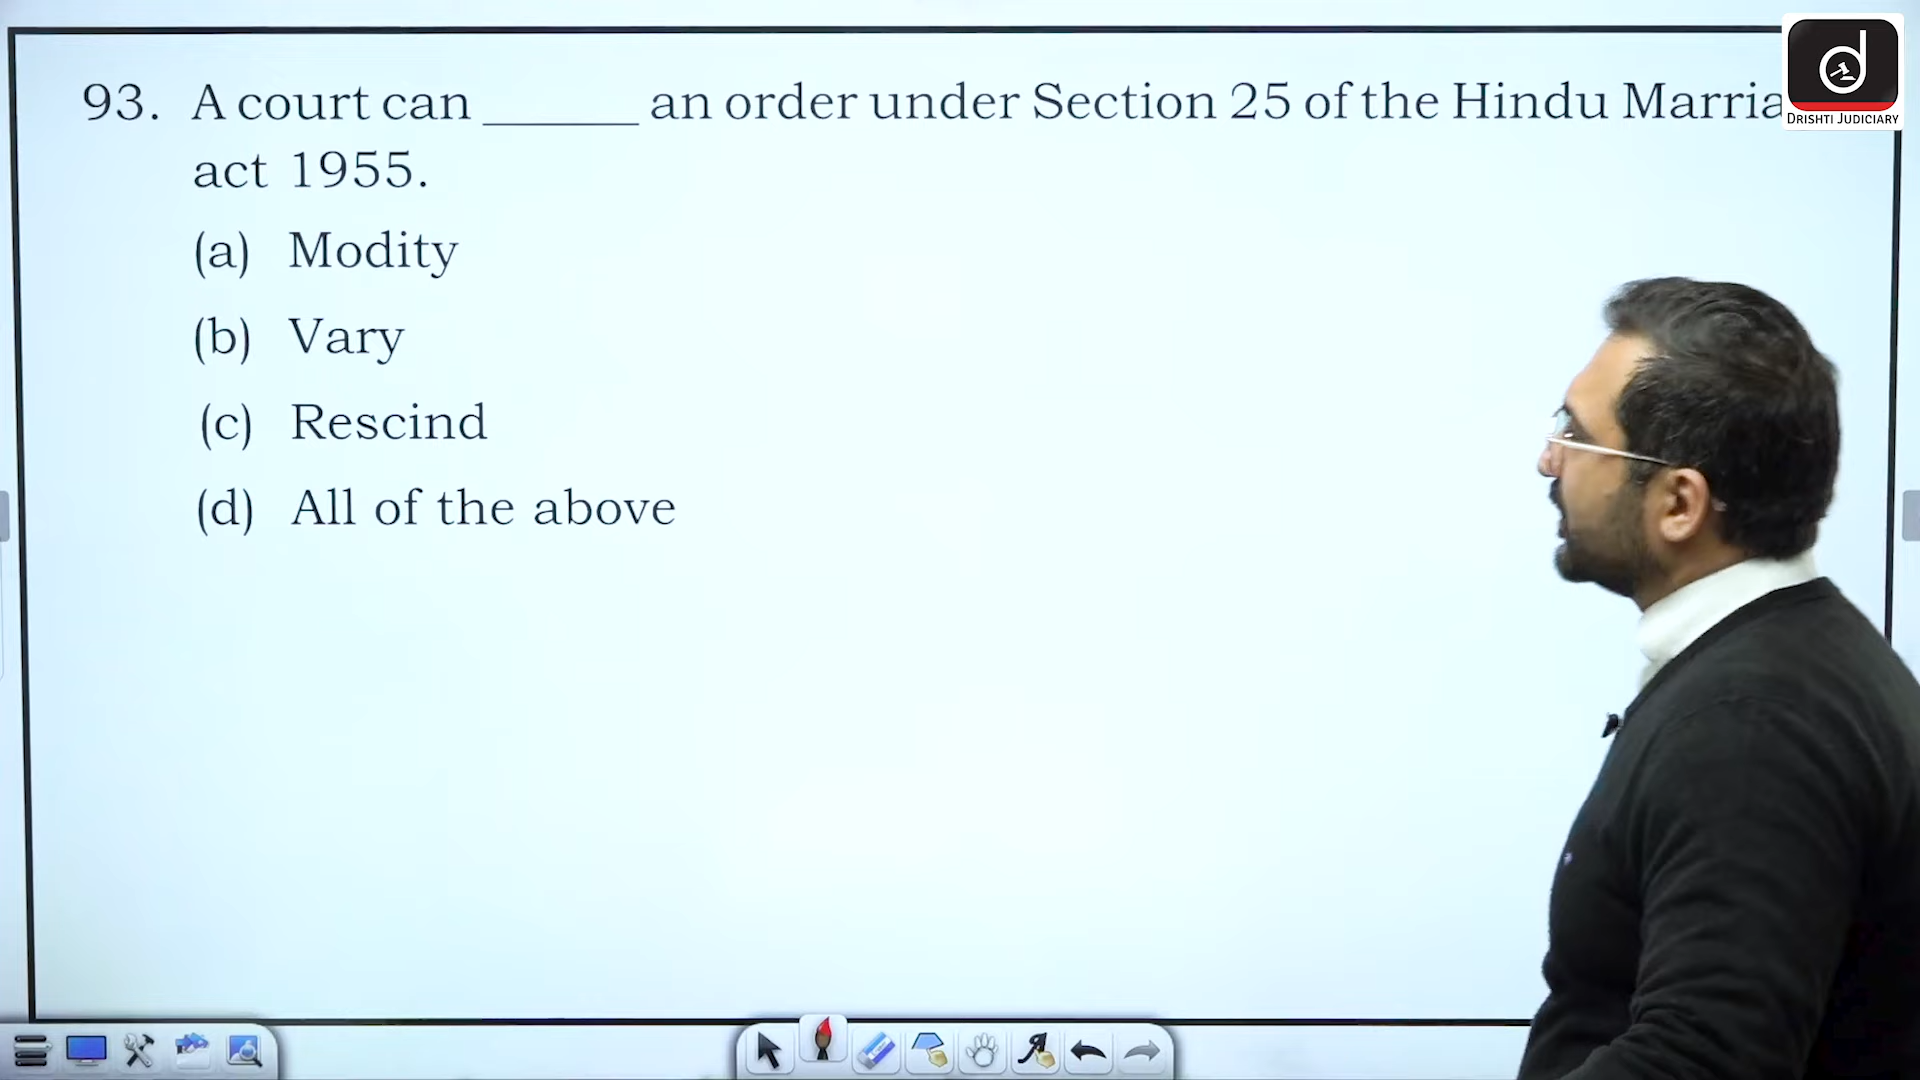 DRISHTI JUDICIARY
93. A court can ______ an order under Section 25 of the Hindu
act 1955.
(a) Modity
(b) Vary
(c) Rescind
(d) All of the above